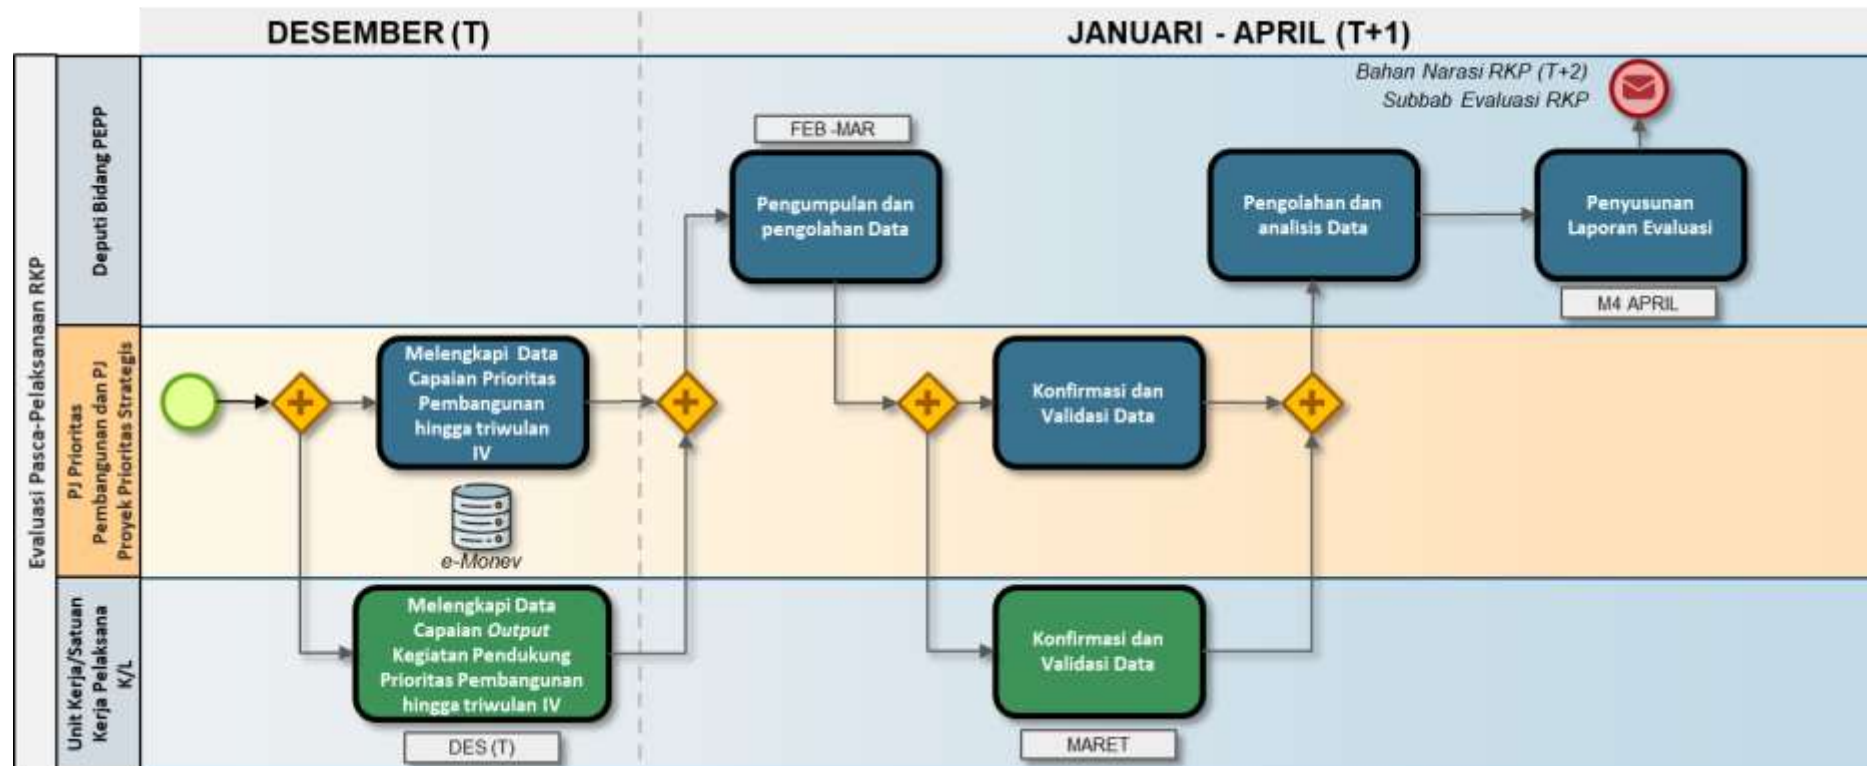 DESEMBER (T)
JANUARI - APRIL (T+1)
Evaluasi Pasca-Pelaksanaan RKP
Deputi Bidang PEPP
FEB -MAR
Pengumpulan dan
pengolahan Data
Pengolahan dan
analisis Data
Bahan Narasi RKP (T+2)
Subbab Evaluasi RKP
Penyusunan
Laporan Evaluasi
M4 APRIL
PJ Prioritas
Pembangunan dan PJ
Proyek Prioritas Strategis
Melengkapi Data
Capaian Prioritas
Pembangunan
hingga triwulan
IV
e-Monev
Konfirmasi dan
Validasi Data
Unit Kerja/Satuan
Kerja Pelaksana
K/L
Melengkapi Data
Capaian Output
Kegiatan Pendukung
Prioritas Pembangunan
hingga triwulan IV
DES (T)
Konfirmasi dan
Validasi Data
MARET